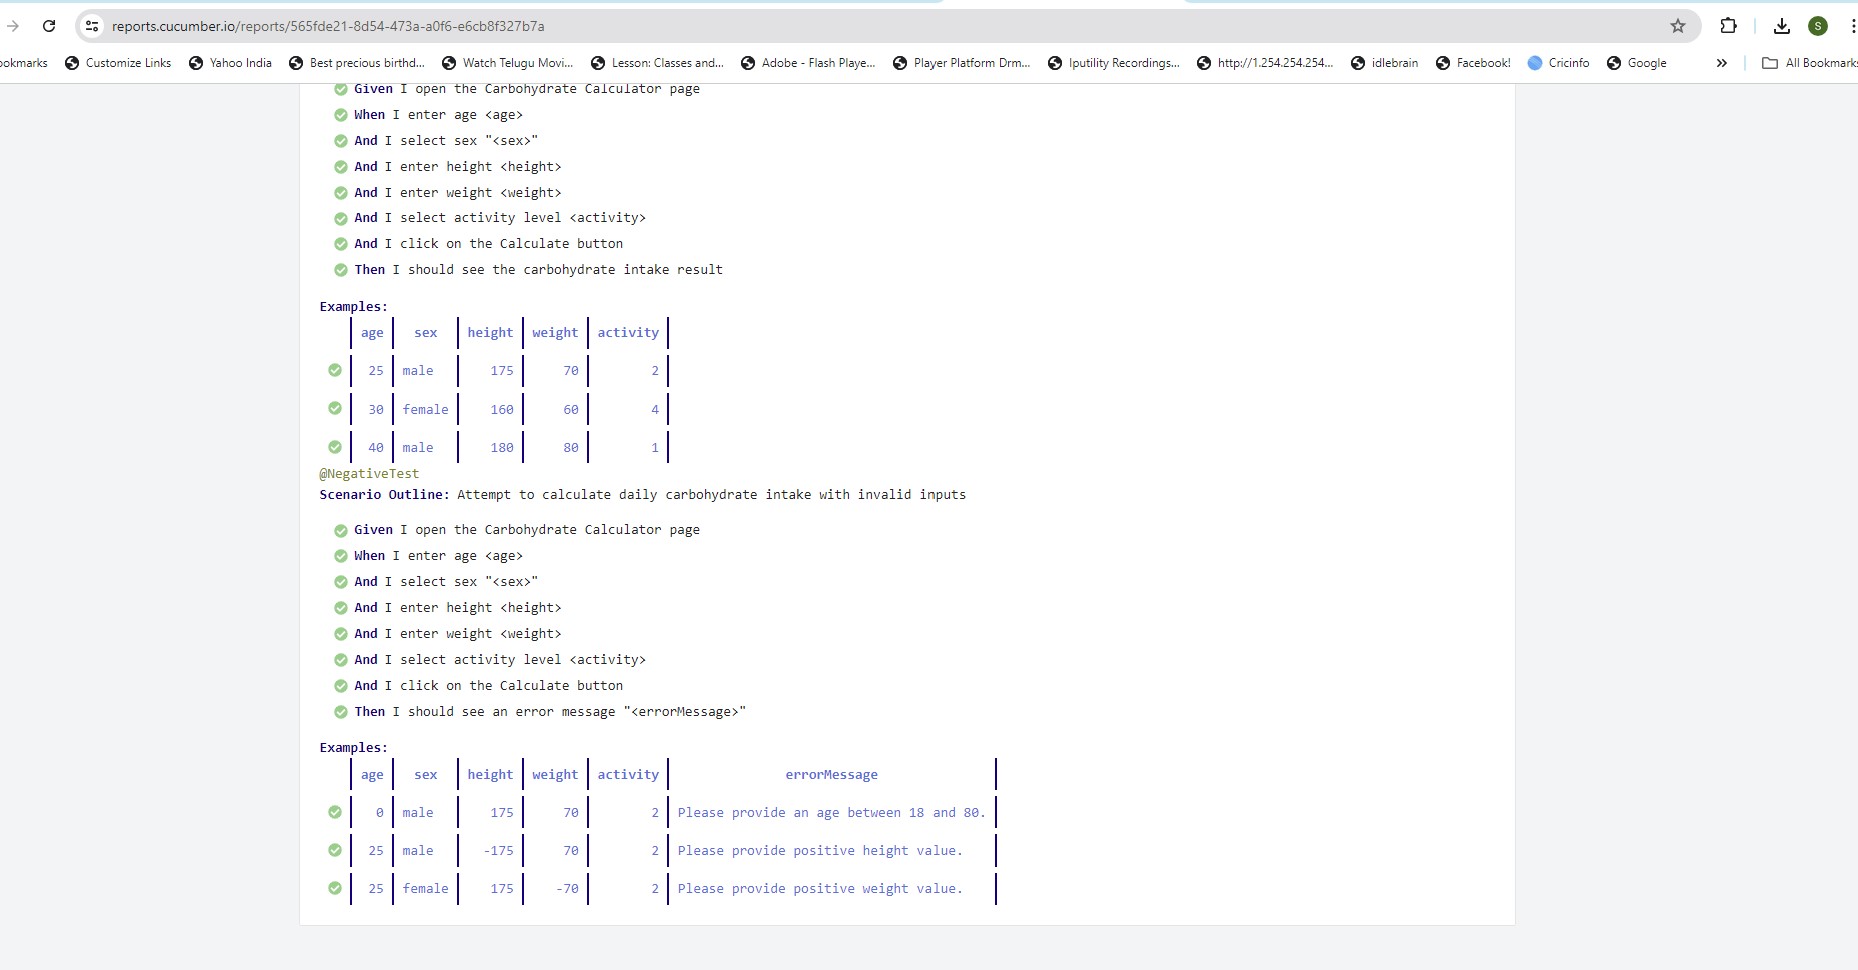 reports.cucumber.io/reports/565fde21-8d54-473a-a0f6-e6cb8f327b7a
S
ookmarks Customize Links Yahoo India Best precious birthd... Watch Telugu Movi... Lesson: Classes and... Adobe - Flash Playe... Player Platform Drm... Iputility Recordings... http://1.254.254.254... idlebrain Facebook! Cricinfo Google » All Bookmarks
Given I open the Carbohydrate Calculator page
When I enter age <age>
And I select sex "<sex>"
And I enter height <height>
And I enter weight <weight>
And I select activity level <activity>
And I click on the Calculate button
Then I should see the carbohydrate intake result
Examples:
age sex height weight activity
25 male 175 70 2
30 female 160 60 4
40 male 180 80 1
@NegativeTest
Scenario Outline: Attempt to calculate daily carbohydrate intake with invalid inputs
Given I open the Carbohydrate Calculator page
When I enter age <age>
And I select sex "<sex>"
And I enter height <height>
And I enter weight <weight>
And I select activity level <activity>
And I click on the Calculate button
Then I should see an error message "<errorMessage>"
Examples:
age sex height weight activity errorMessage
0 male 175 70 2 Please provide an age between 18 and 80.
25 male -175 70 2 Please provide positive height value.
25 female 175 -70 2 Please provide positive weight value.